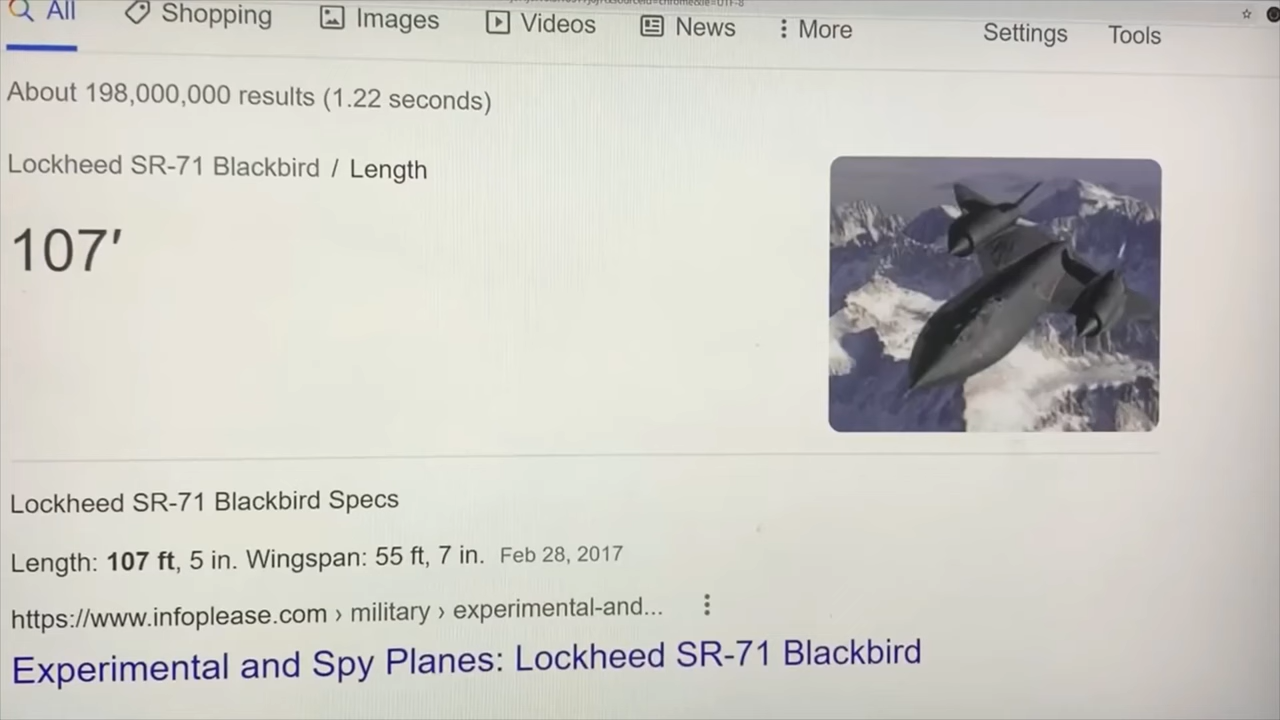 All Shopping Images Videos News More Settings Tools
About 198,000,000 results (1.22 seconds)
Lockheed SR-71 Blackbird / Length
107′
Lockheed SR-71 Blackbird Specs
Length: 107 ft, 5 in. Wingspan: 55 ft, 7 in. Feb 28, 2017
https://www.infoplease.com › military › experimental-and...
Experimental and Spy Planes: Lockheed SR-71 Blackbird